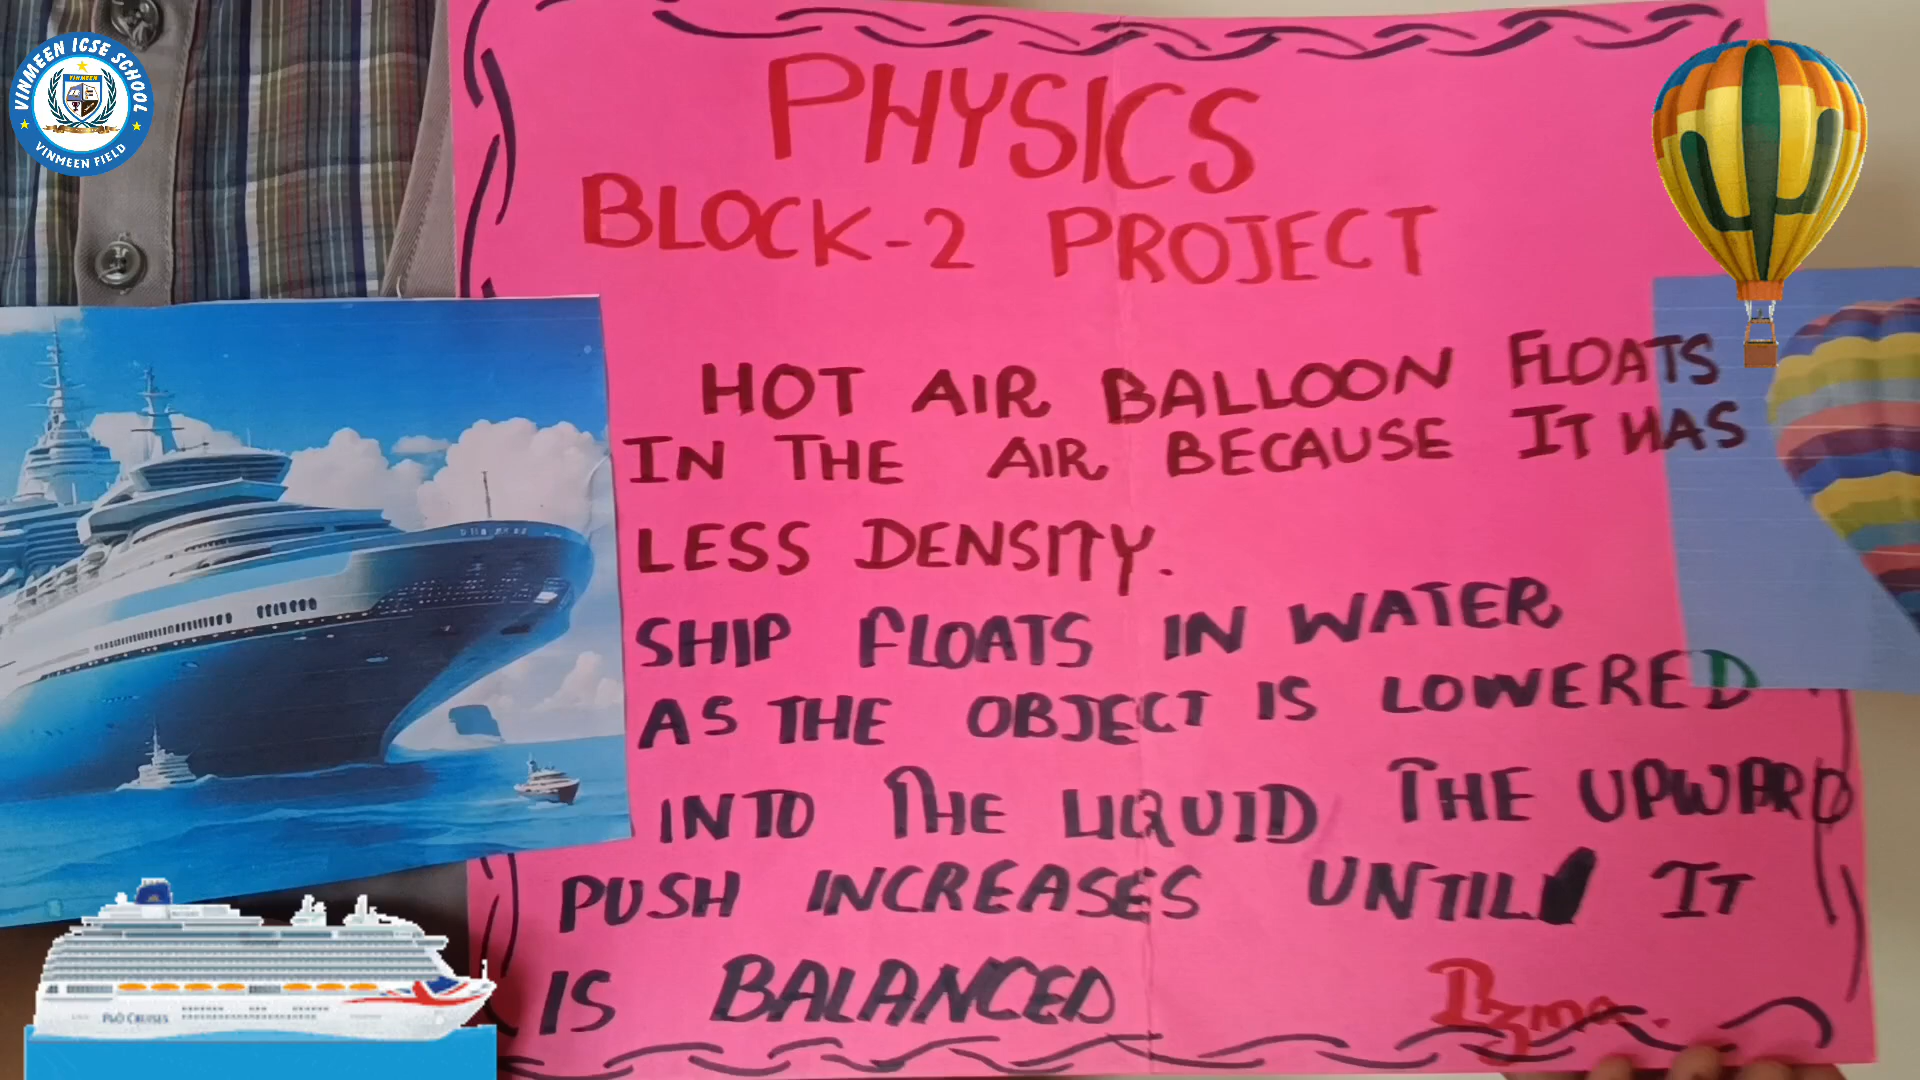 VINMEEN ICSE SCHOOL
VINMEEN
VINMEEN FIELD
PHYSICS
BLOCK-2 PROJECT
HOT AIR BALLOON FLOATS
IN THE AIR BECAUSE IT HAS
LESS DENSITY.
SHIP FLOATS IN WATER
AS THE OBJECT IS LOWERED
INTO THE LIQUID THE UPWARD
PUSH INCREASES UNTIL IT
IS BALANCED
P&O CRUISES